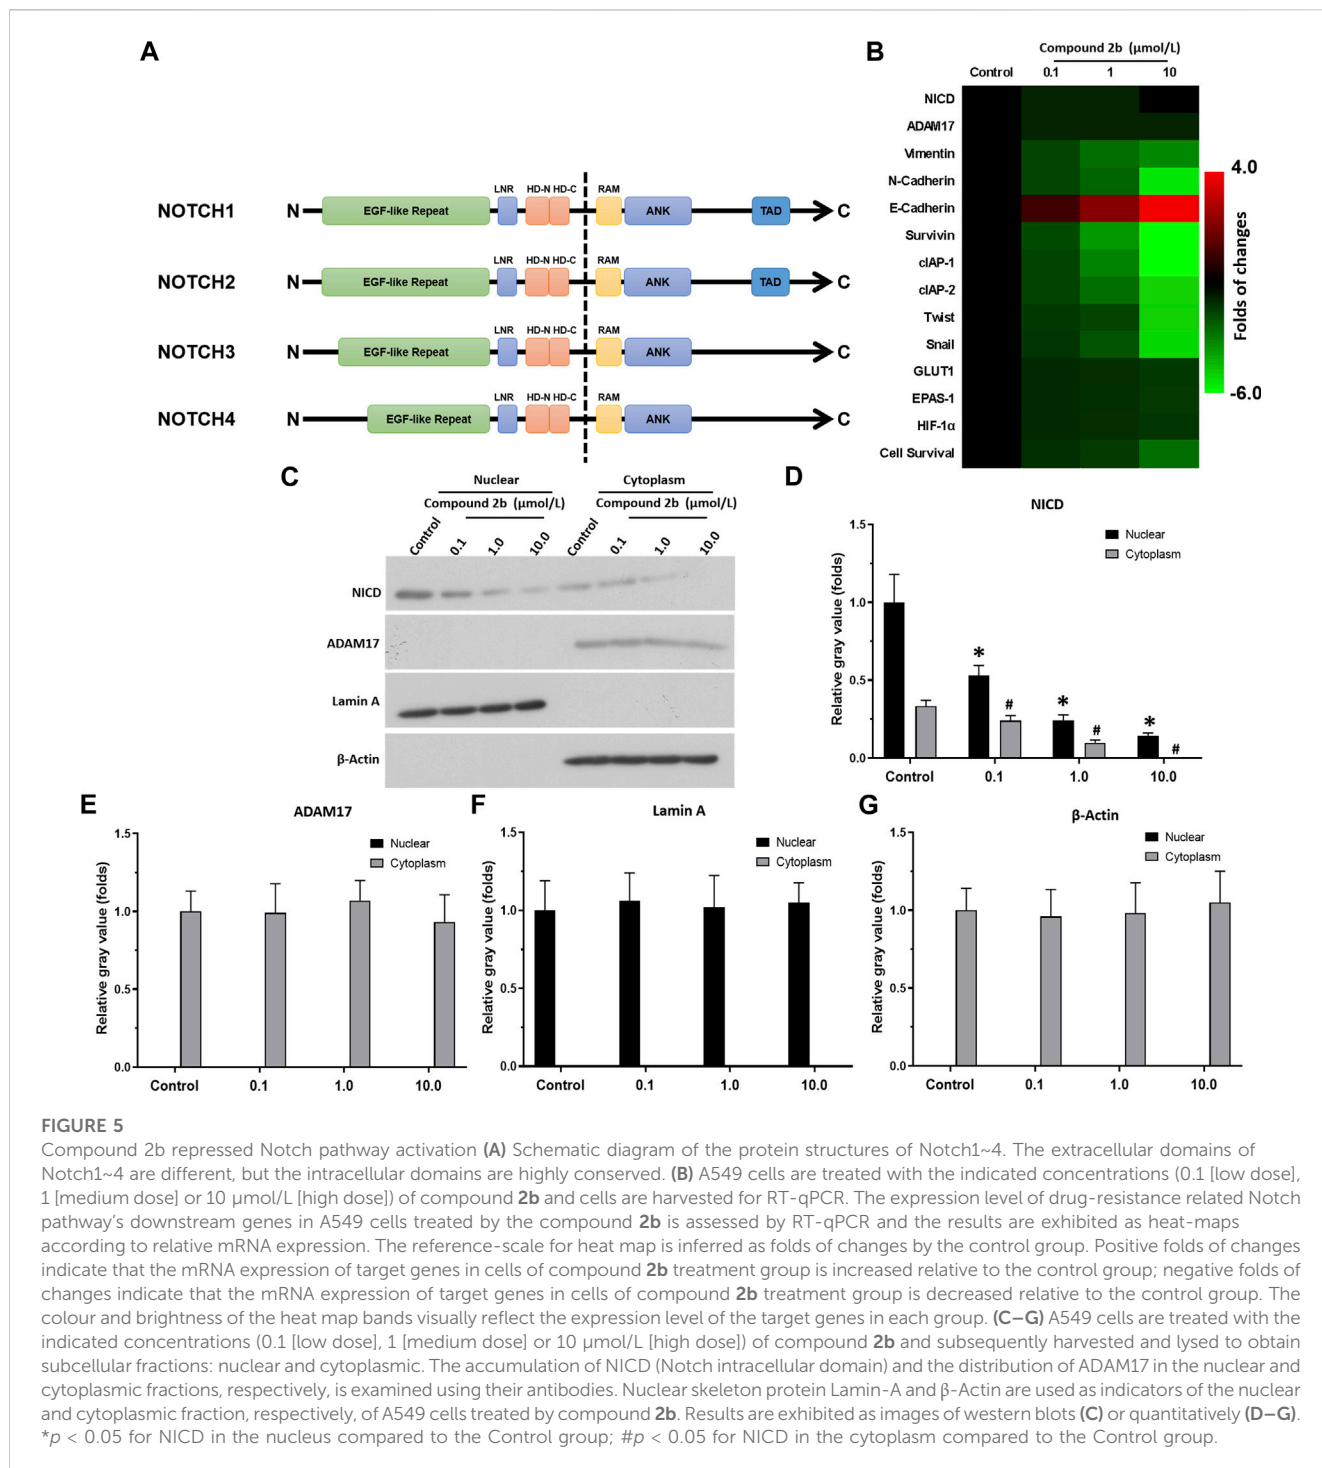 A
NOTCH1 N EGF-like Repeat LNR HD-N HD-C RAM ANK TAD C
NOTCH2 N EGF-like Repeat LNR HD-N HD-C RAM ANK TAD C
NOTCH3 N EGF-like Repeat LNR HD-N HD-C RAM ANK C
NOTCH4 N EGF-like Repeat LNR HD-N HD-C RAM ANK C
B
Compound 2b (μmol/L)
Control 0.1 1 10
NICD
ADAM17
Vimentin
N-Cadherin
E-Cadherin
Survivin
cIAP-1
cIAP-2
Twist
Snail
GLUT1
EPAS-1
HIF-1α
Cell Survival
4.0
Folds of changes
-6.0
C
Nuclear Cytoplasm
Compound 2b (μmol/L) Compound 2b (μmol/L)
Control 0.1 1.0 10.0 Control 0.1 1.0 10.0
NICD
ADAM17
Lamin A
β-Actin
D
NICD
Nuclear
Cytoplasm
Relative gray value (folds)
1.5
1.0
0.5
0.0
* # * # * #
Control 0.1 1.0 10.0
E
ADAM17
Nuclear
Cytoplasm
Relative gray value (folds)
1.5
1.0
0.5
0.0
Control 0.1 1.0 10.0
F
Lamin A
Nuclear
Cytoplasm
Relative gray value (folds)
1.5
1.0
0.5
0.0
Control 0.1 1.0 10.0
G
β-Actin
Nuclear
Cytoplasm
Relative gray value (folds)
1.5
1.0
0.5
0.0
Control 0.1 1.0 10.0
FIGURE 5
Compound 2b repressed Notch pathway activation (A) Schematic diagram of the protein structures of Notch1~4. The extracellular domains of
Notch1~4 are different, but the intracellular domains are highly conserved. (B) A549 cells are treated with the indicated concentrations (0.1 [low dose],
1 [medium dose] or 10 μmol/L [high dose]) of compound 2b and cells are harvested for RT-qPCR. The expression level of drug-resistance related Notch
pathway's downstream genes in A549 cells treated by the compound 2b is assessed by RT-qPCR and the results are exhibited as heat-maps
according to relative mRNA expression. The reference-scale for heat map is inferred as folds of changes by the control group. Positive folds of changes
indicate that the mRNA expression of target genes in cells of compound 2b treatment group is increased relative to the control group; negative folds of
changes indicate that the mRNA expression of target genes in cells of compound 2b treatment group is decreased relative to the control group. The
colour and brightness of the heat map bands visually reflect the expression level of the target genes in each group. (C–G) A549 cells are treated with the
indicated concentrations (0.1 [low dose], 1 [medium dose] or 10 μmol/L [high dose]) of compound 2b and subsequently harvested and lysed to obtain
subcellular fractions: nuclear and cytoplasmic. The accumulation of NICD (Notch intracellular domain) and the distribution of ADAM17 in the nuclear and
cytoplasmic fractions, respectively, is examined using their antibodies. Nuclear skeleton protein Lamin-A and β-Actin are used as indicators of the nuclear
and cytoplasmic fraction, respectively, of A549 cells treated by compound 2b. Results are exhibited as images of western blots (C) or quantitatively (D–G).
*p < 0.05 for NICD in the nucleus compared to the Control group; #p < 0.05 for NICD in the cytoplasm compared to the Control group.